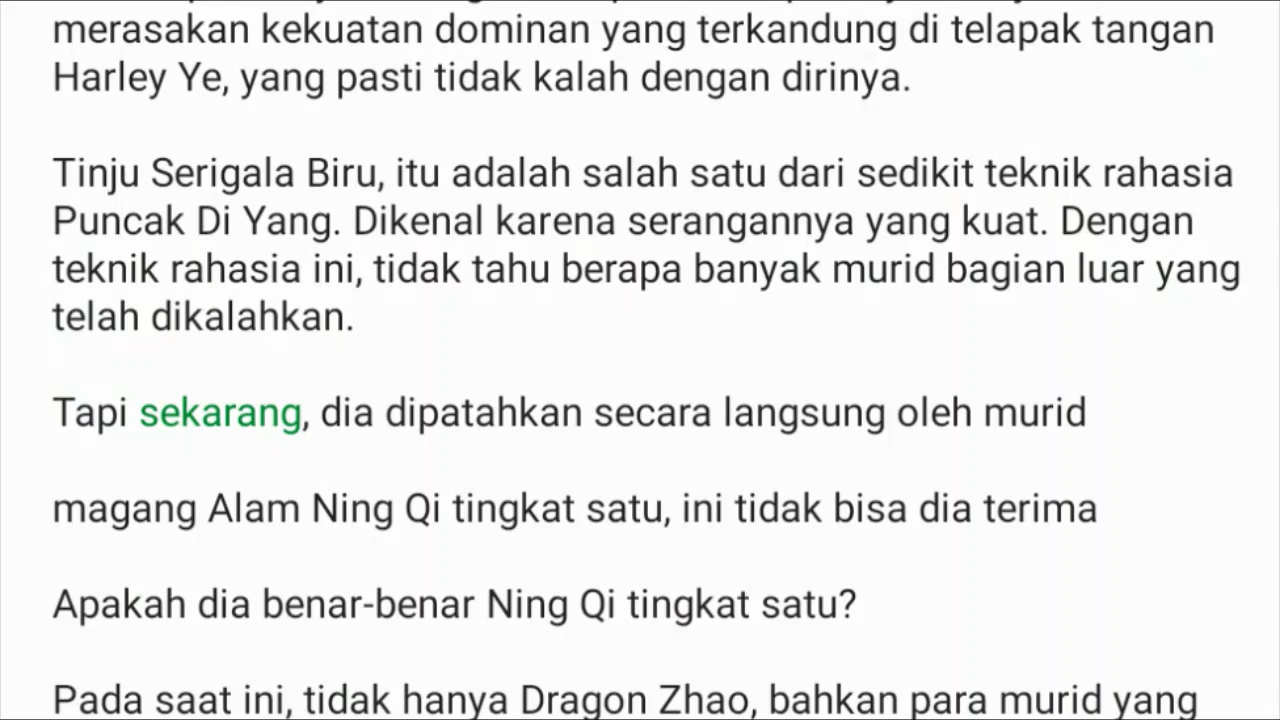 merasakan kekuatan dominan yang terkandung di telapak tangan
Harley Ye, yang pasti tidak kalah dengan dirinya.
Tinju Serigala Biru, itu adalah salah satu dari sedikit teknik rahasia
Puncak Di Yang. Dikenal karena serangannya yang kuat. Dengan
teknik rahasia ini, tidak tahu berapa banyak murid bagian luar yang
telah dikalahkan.
Tapi sekarang, dia dipatahkan secara langsung oleh murid
magang Alam Ning Qi tingkat satu, ini tidak bisa dia terima
Apakah dia benar-benar Ning Qi tingkat satu?
Pada saat ini, tidak hanya Dragon Zhao, bahkan para murid yang